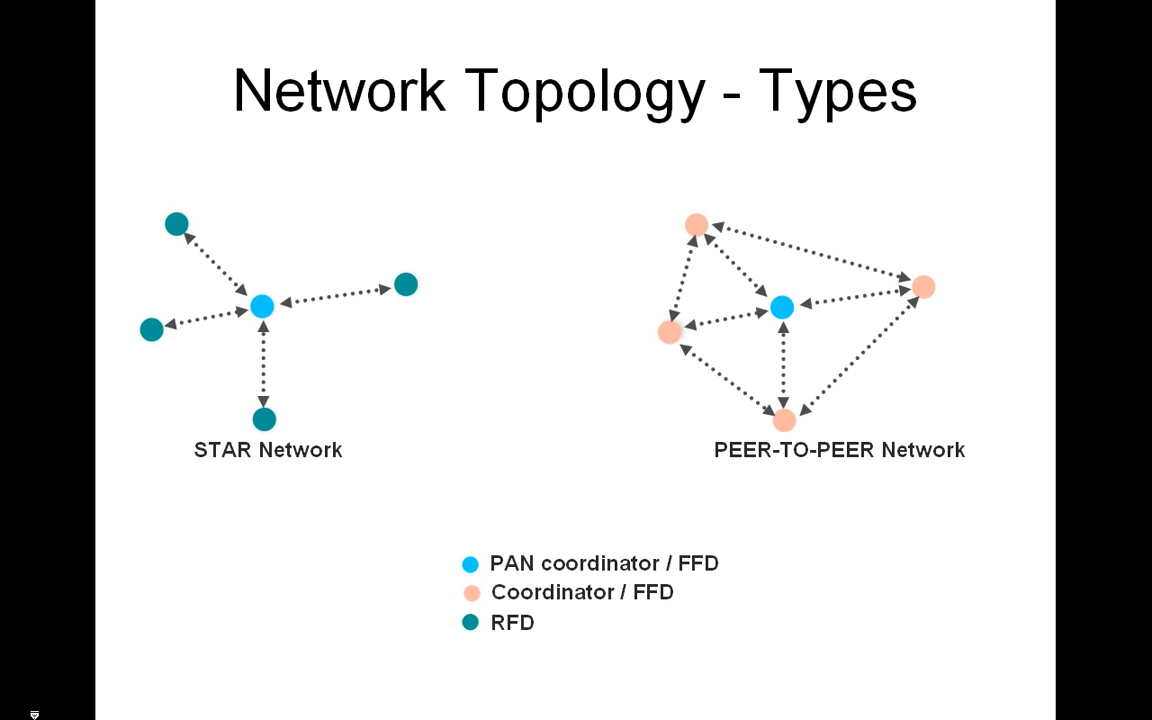 Network Topology - Types
STAR Network
PEER-TO-PEER Network
PAN coordinator / FFD
Coordinator / FFD
RFD